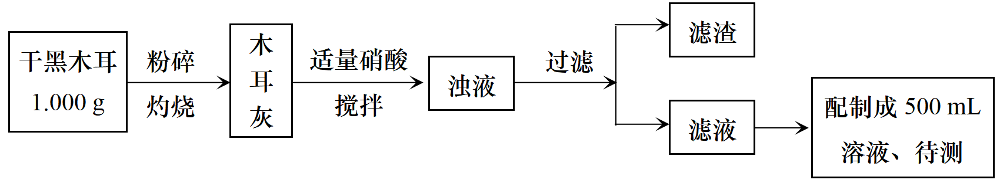 干黑木耳
1.000 g
粉碎
灼烧
木
耳
灰
适量硝酸
搅拌
浊液
过滤
滤渣
滤液
配制成 500 mL
溶液、待测